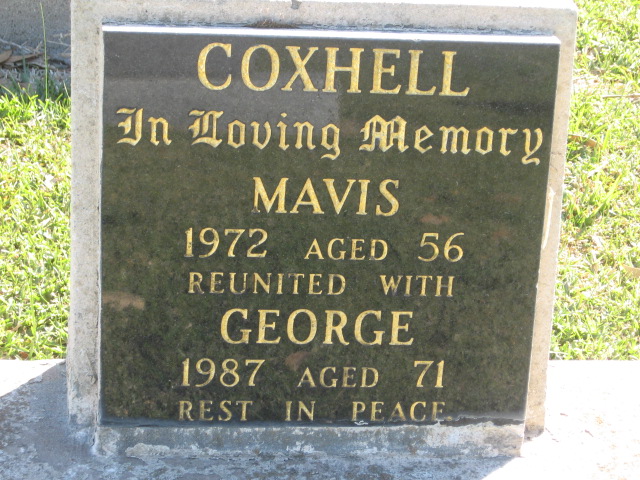 COXHELL
In Loving Memory
MAVIS
1972 AGED 56
REUNITED WITH
GEORGE
1987 AGED 71
REST IN PEACE.